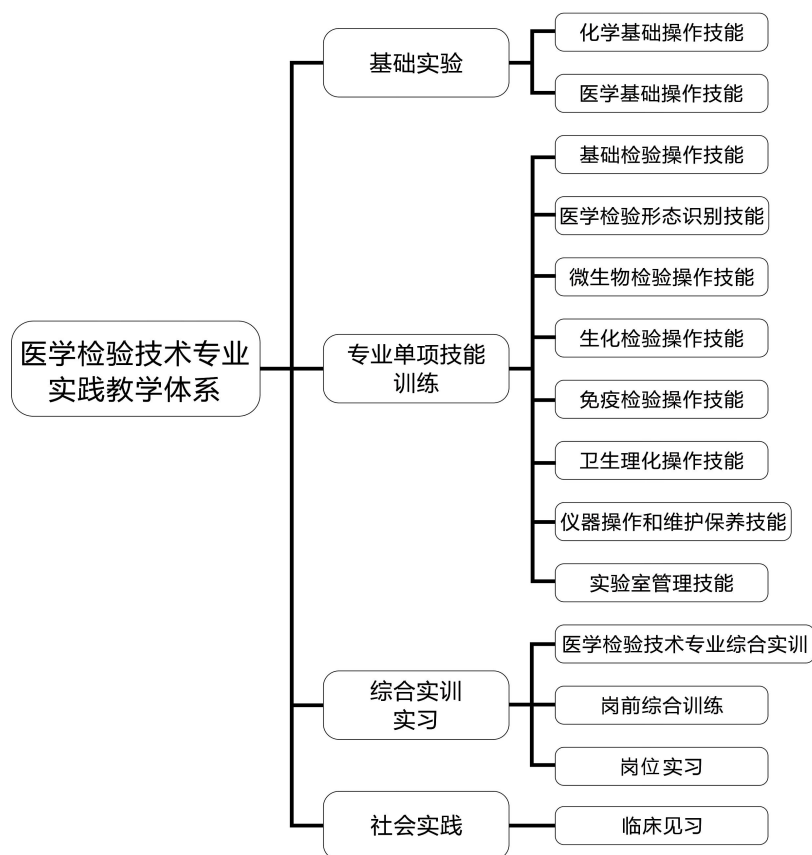 医学检验技术专业
实践教学体系
基础实验
化学基础操作技能
医学基础操作技能
专业单项技能
训练
基础检验操作技能
医学检验形态识别技能
微生物检验操作技能
生化检验操作技能
免疫检验操作技能
卫生理化操作技能
仪器操作和维护保养技能
实验室管理技能
综合实训
实习
医学检验技术专业综合实训
岗前综合训练
岗位实习
社会实践
临床见习